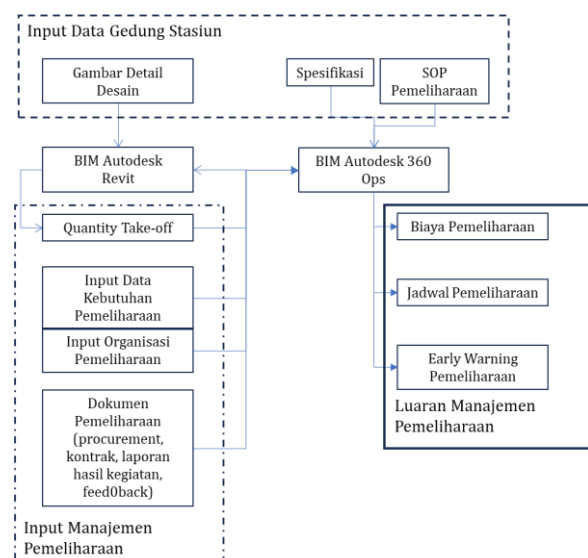 Input Data Gedung Stasiun
Gambar Detail
Desain
Spesifikasi
SOP
Pemeliharaan
BIM Autodesk
Revit
BIM Autodesk 360
Ops
Quantity Take-off
Input Data
Kebutuhan
Pemeliharaan
Input Organisasi
Pemeliharaan
Dokumen
Pemeliharaan
(procurement,
kontrak, laporan
hasil kegiatan,
feed0back)
Input Manajemen
Pemeliharaan
Biaya Pemeliharaan
Jadwal Pemeliharaan
Early Warning
Pemeliharaan
Luaran Manajemen
Pemeliharaan